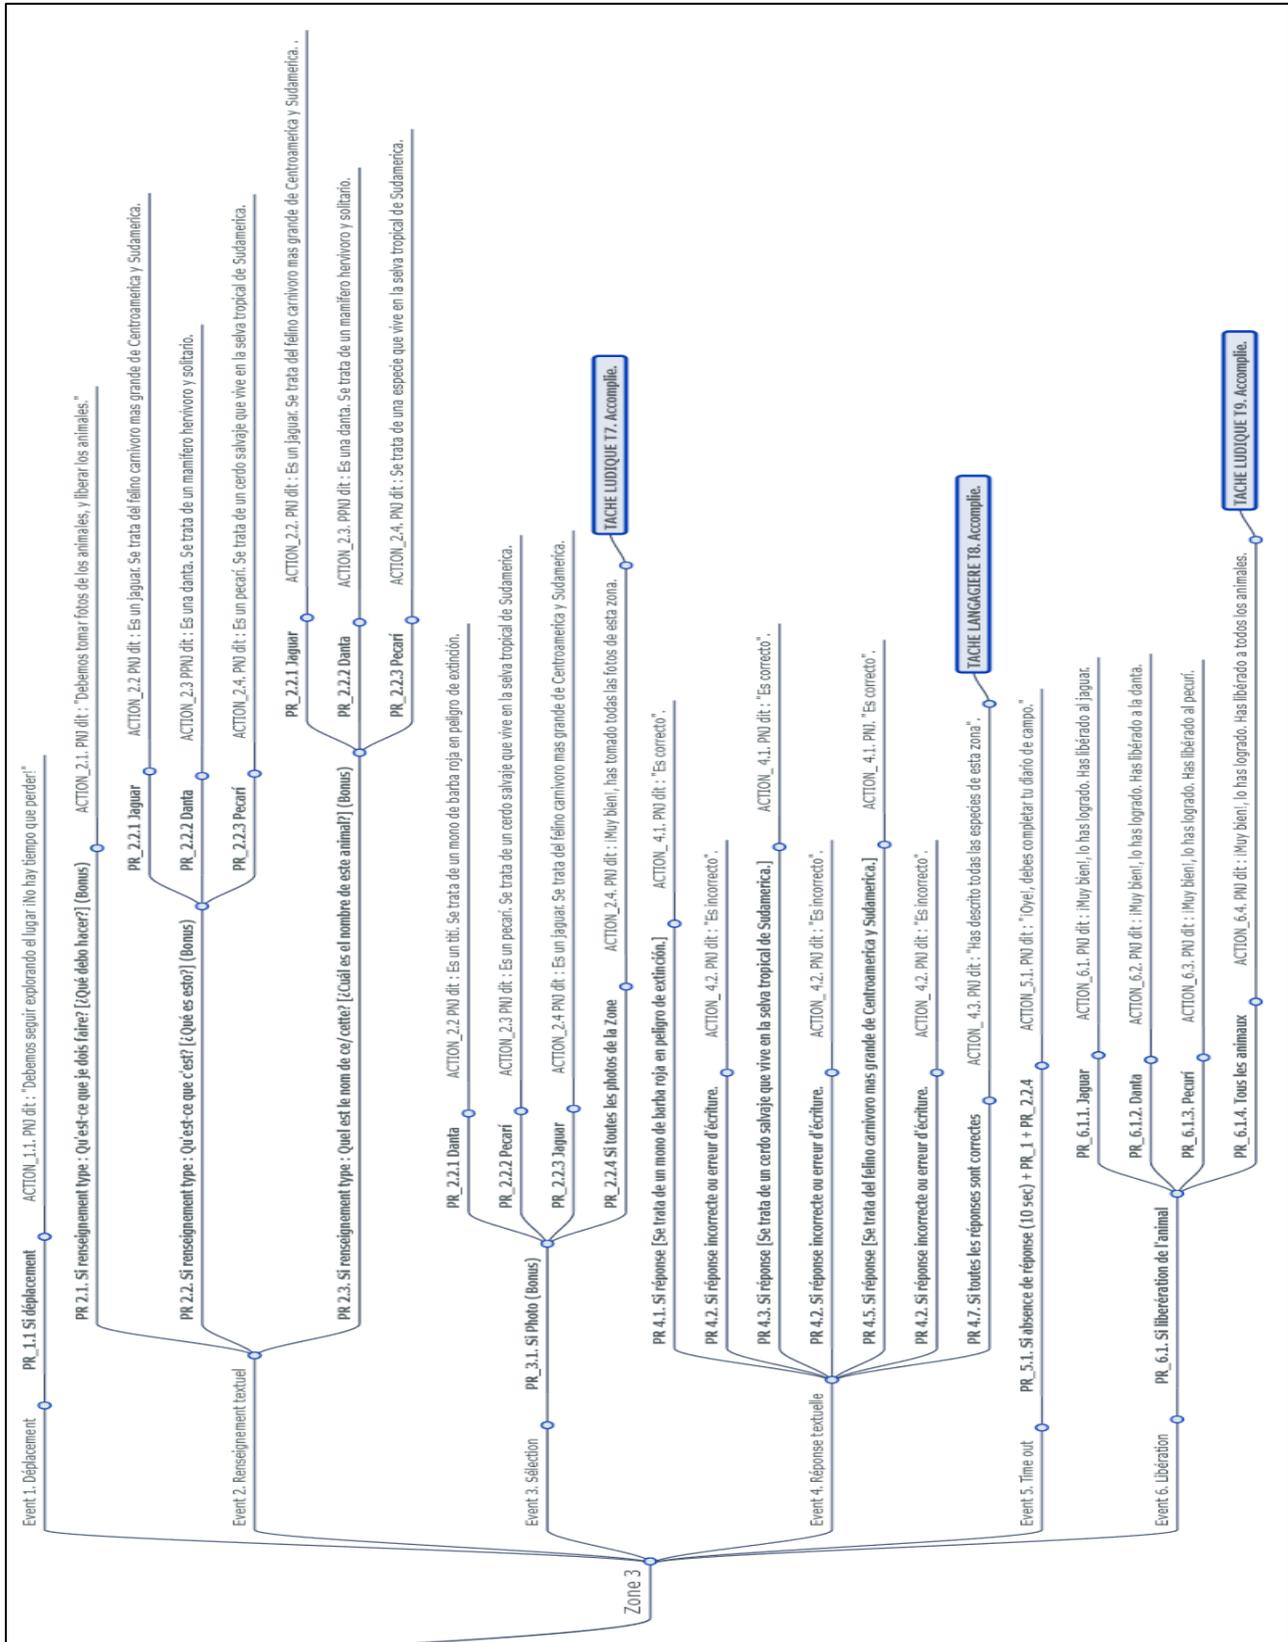 Zone 3
Event 1. Déplacement
PR_1.1 Si déplacement
ACTION_1.1. PNJ dit : "Debemos seguir explorando el lugar ¡No hay tiempo que perder!"
Event 2. Renseignement textuel
PR 2.1. Si renseignement type : Qu'est-ce que je dois faire? [¿Qué debo hacer?] (Bonus)
ACTION_2.1. PNJ dit : "Debemos tomar fotos de los animales, y liberar los animales."
PR 2.2. Si renseignement type : Qu'est-ce que c'est? [¿Qué es esto?] (Bonus)
PR_2.2.1 Jaguar
ACTION_2.2 PNJ dit : Es un jaguar. Se trata del felino carnivoro mas grande de Centroamerica y Sudamerica.
PR_2.2.2 Danta
ACTION_2.3 PPNJ dit : Es una danta. Se trata de un mamífero hervivoro y solitario.
PR_2.2.3 Pecarí
ACTION_2.4. PNJ dit : Es un pecarí. Se trata de un cerdo salvaje que vive en la selva tropical de Sudamerica.
PR 2.3. Si renseignement type : Quel est le nom de ce/cette? [¿Cuál es el nombre de este animal?] (Bonus)
PR_2.2.1 Jaguar
ACTION_2.2. PNJ dit : Es un jaguar. Se trata del felino carnivoro mas grande de Centroamerica y Sudamerica. .
PR_2.2.2 Danta
ACTION_2.3. PPNJ dit : Es una danta. Se trata de un mamífero hervivoro y solitario.
PR_2.2.3 Pecarí
ACTION_2.4. PNJ dit : Se trata de una especie que vive en la selva tropical de Sudamerica.
Event 3. Sélection
PR_3.1. Si Photo (Bonus)
PR_2.2.1 Danta
ACTION_2.2 PNJ dit : Es un tití. Se trata de un mono de barba roja en peligro de extinción.
PR_2.2.2 Pecarí
ACTION_2.3 PNJ dit : Es un pecarí. Se trata de un cerdo salvaje que vive en la selva tropical de Sudamerica
PR_2.2.3 Jaguar
ACTION_2.4 PNJ dit : Es un jaguar. Se trata del felino carnivoro mas grande de Centroamerica y Sudamerica
PR_2.2.4 Si toutes les photos de la Zone
ACTION_2.4. PNJ dit : ¡Muy bien!, has tomado todas las fotos de esta zona.
TACHE LUDIQUE T7. Accomplie.
Event 4. Réponse textuelle
PR 4.1. Si réponse [Se trata de un mono de barba roja en peligro de extinción.]
ACTION_ 4.1. PNJ dit : "Es correcto".
PR 4.2. Si réponse incorrecte ou erreur d'écriture.
ACTION_ 4.2. PNJ dit : "Es incorrecto".
PR 4.3. Si réponse [Se trata de un cerdo salvaje que vive en la selva tropical de Sudamerica.]
ACTION_ 4.1. PNJ dit : "Es correcto".
PR 4.2. Si réponse incorrecte ou erreur d'écriture.
ACTION_ 4.2. PNJ dit : "Es incorrecto".
PR 4.5. Si réponse [Se trata del felino carnivoro mas grande de Centroamerica y Sudamerica.]
ACTION_ 4.1. PNJ. "Es correcto".
PR 4.2. Si réponse incorrecte ou erreur d'écriture.
ACTION_ 4.2. PNJ dit : "Es incorrecto".
PR 4.7. Si toutes les réponses sont correctes
ACTION_ 4.3. PNJ dit : "Has descrito todas las especies de esta zona".
TACHE LANGAGIERE T8. Accomplie.
Event 5. Time out
PR_5.1. Si absence de réponse (10 sec) + PR_1 + PR_2.2.4
ACTION_5.1. PNJ dit : "¡Oye!, debes completar tu diario de campo."
Event 6. Libération
PR_6.1. Si liberération de l'animal
PR_6.1.1. Jaguar
ACTION_6.1. PNJ dit : ¡Muy bien!, lo has logrado. Has libérado al jaguar.
PR_6.1.2. Danta
ACTION_6.2. PNJ dit : ¡Muy bien!, lo has logrado. Has libérado a la danta.
PR_6.1.3. Pecurí
ACTION_6.3. PNJ dit : ¡Muy bien!, lo has logrado. Has libérado al pecurí.
PR_6.1.4. Tous les animaux
ACTION_6.4. PNJ dit : ¡Muy bien!, lo has logrado. Has libérado a todos los animales.
TACHE LUDIQUE T9. Accomplie.